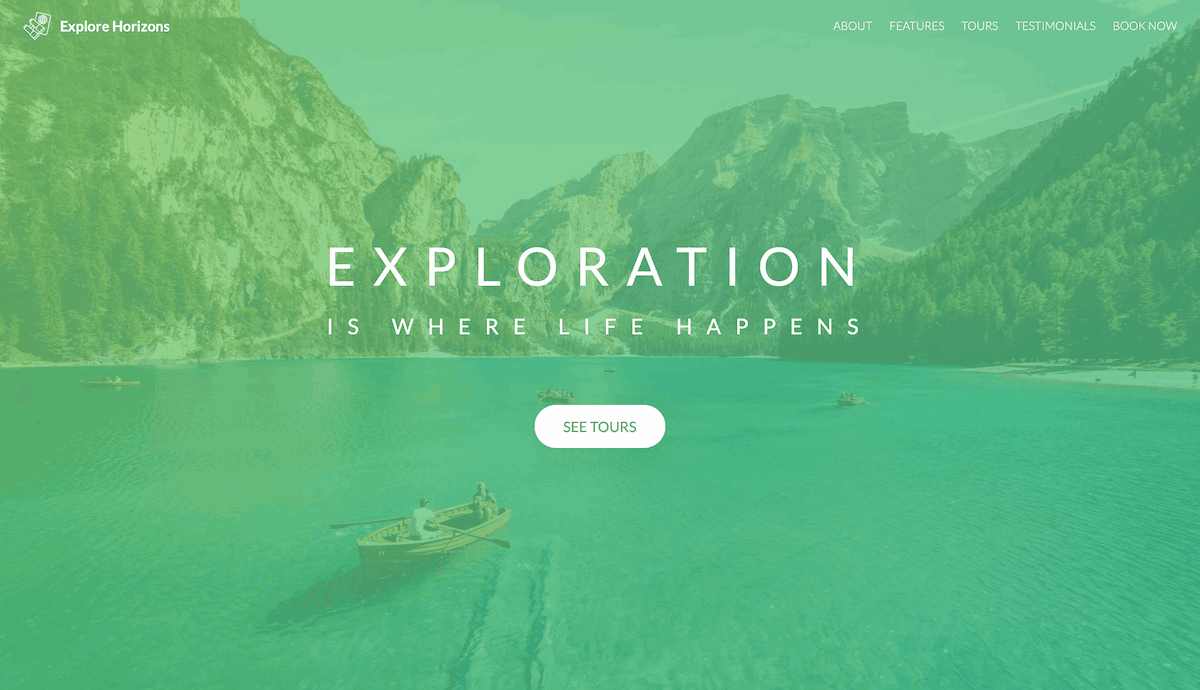 Explore Horizons
ABOUT FEATURES TOURS TESTIMONIALS BOOK NOW
EXPLORATION
IS WHERE LIFE HAPPENS
SEE TOURS